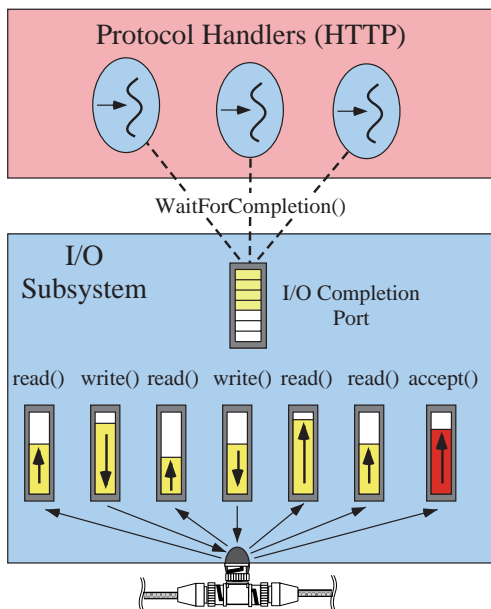 Protocol Handlers (HTTP)
WaitForCompletion()
I/O
Subsystem
I/O Completion
Port
read() write() read() write() read() read() accept()